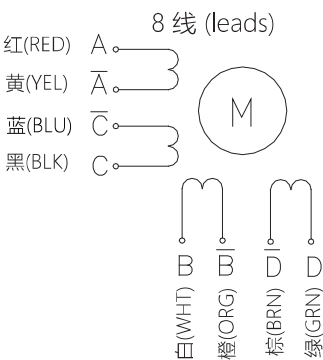 8 线 (leads)
红(RED) A
黄(YEL) A̅
蓝(BLU) C̅
黑(BLK) C
M
B B̅ D̅ D
白(WHT) 橙(ORG) 棕(BRN) 绿(GRN)